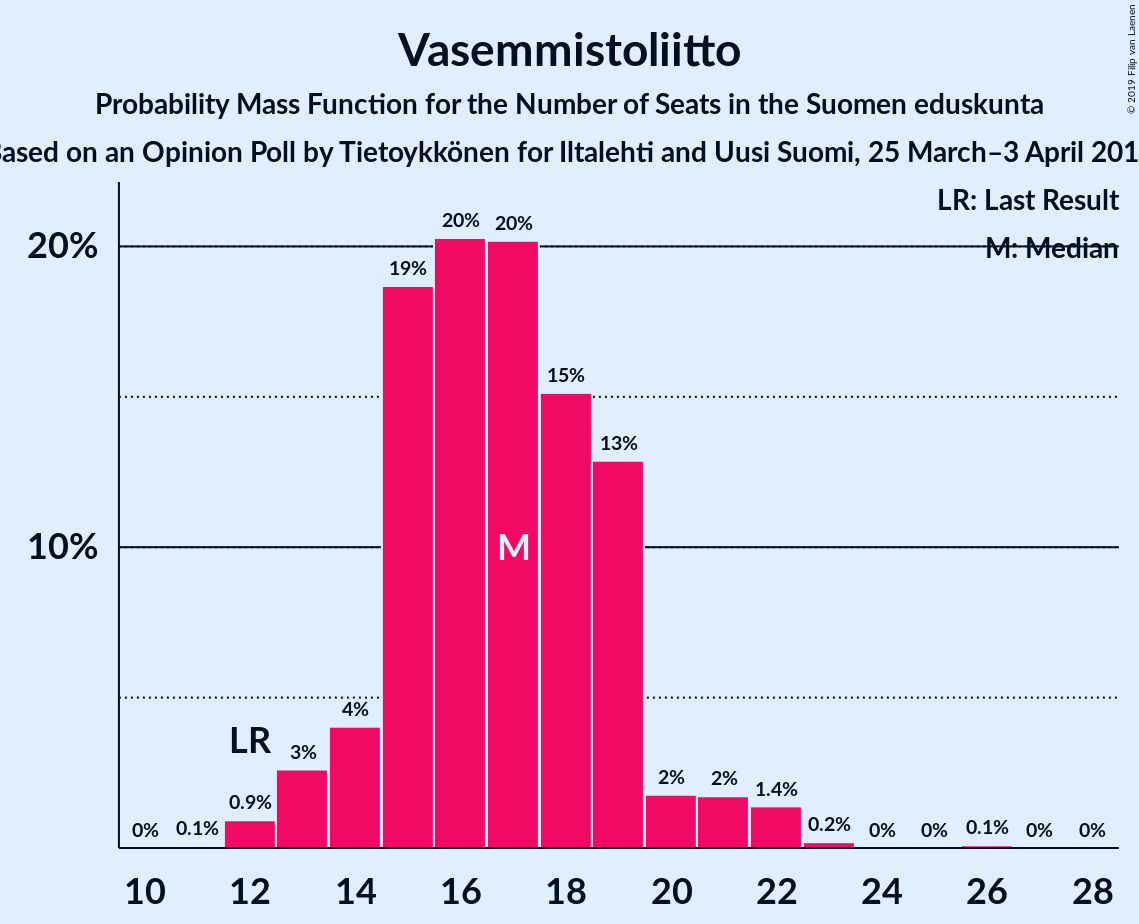 Vasemmistoliitto
Probability Mass Function for the Number of Seats in the Suomen eduskunta
Based on an Opinion Poll by Tietoykkönen for Iltalehti and Uusi Suomi, 25 March–3 April 201
© 2019 Filip van Laenen
LR: Last Result
M: Median
20%
10%
0%
0.1%
0.9%
LR
3%
4%
19%
20%
20%
M
15%
13%
2%
2%
1.4%
0.2%
0%
0%
0.1%
0%
0%
10 12 14 16 18 20 22 24 26 28